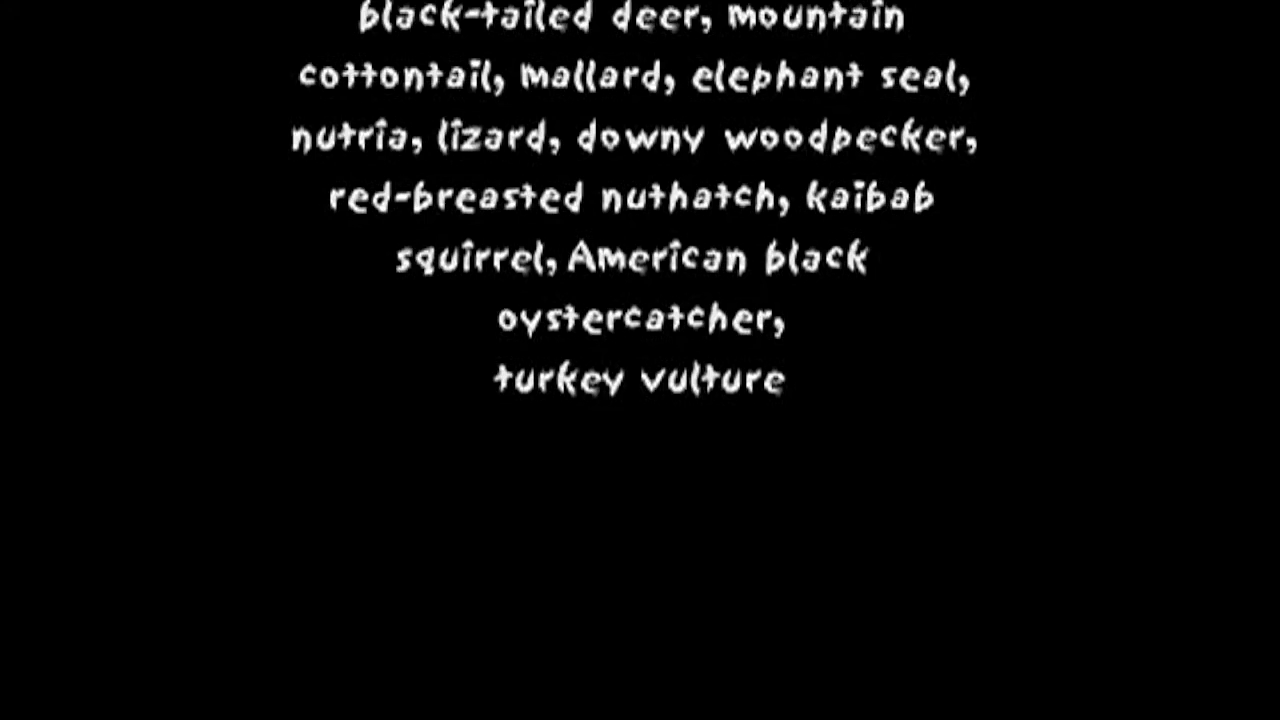 black-tailed deer, mountain
cottontail, mallard, elephant seal,
nutria, lizard, downy woodpecker,
red-breasted nuthatch, kaibab
squirrel, American black
oystercatcher,
turkey vulture